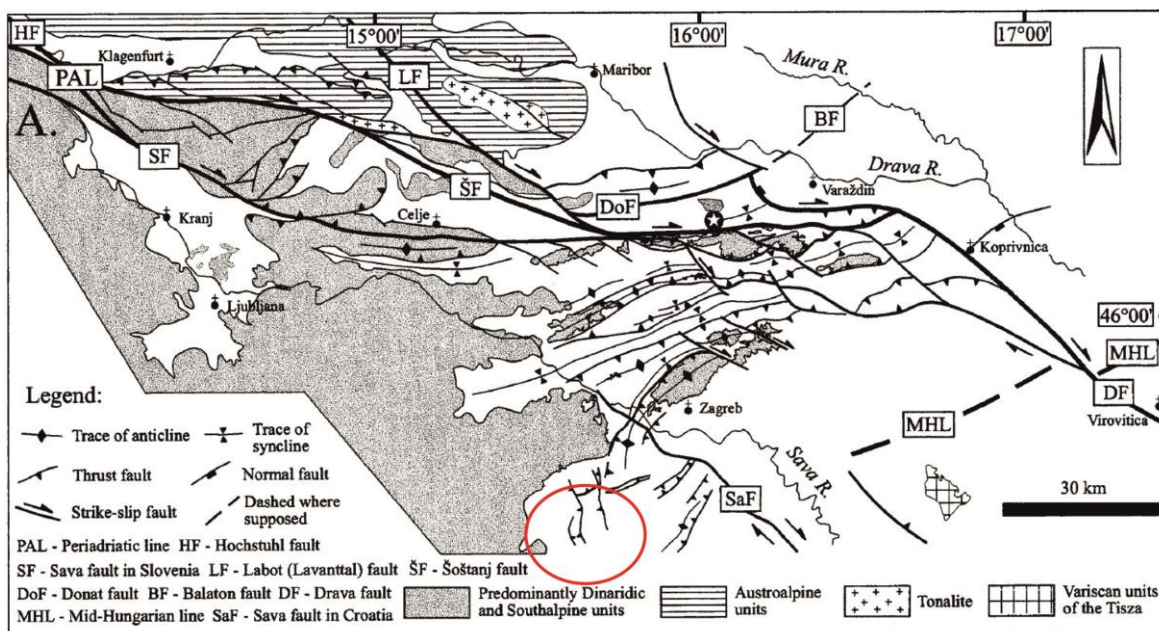 HF
15°00'
16°00'
17°00'
Klagenfurt
PAL
LF
Maribor
Mura R.
A.
BF
SF
ŠF
Drava R.
Varaždin
DoF
Kranj
Celje
Koprivnica
Ljubljana
46°00'
MHL
DF
Virovitica
Zagreb
MHL
Sava R.
SaF
30 km
Legend:
Trace of anticline
Trace of syncline
Thrust fault
Normal fault
Strike-slip fault
Dashed where supposed
PAL - Periadriatic line HF - Hochstuhl fault
SF - Sava fault in Slovenia LF - Labot (Lavanttal) fault ŠF - Šoštanj fault
DoF - Donat fault BF - Balaton fault DF - Drava fault
MHL - Mid-Hungarian line SaF - Sava fault in Croatia
Predominantly Dinaridic and Southalpine units
Austroalpine units
Tonalite
Variscan units of the Tisza